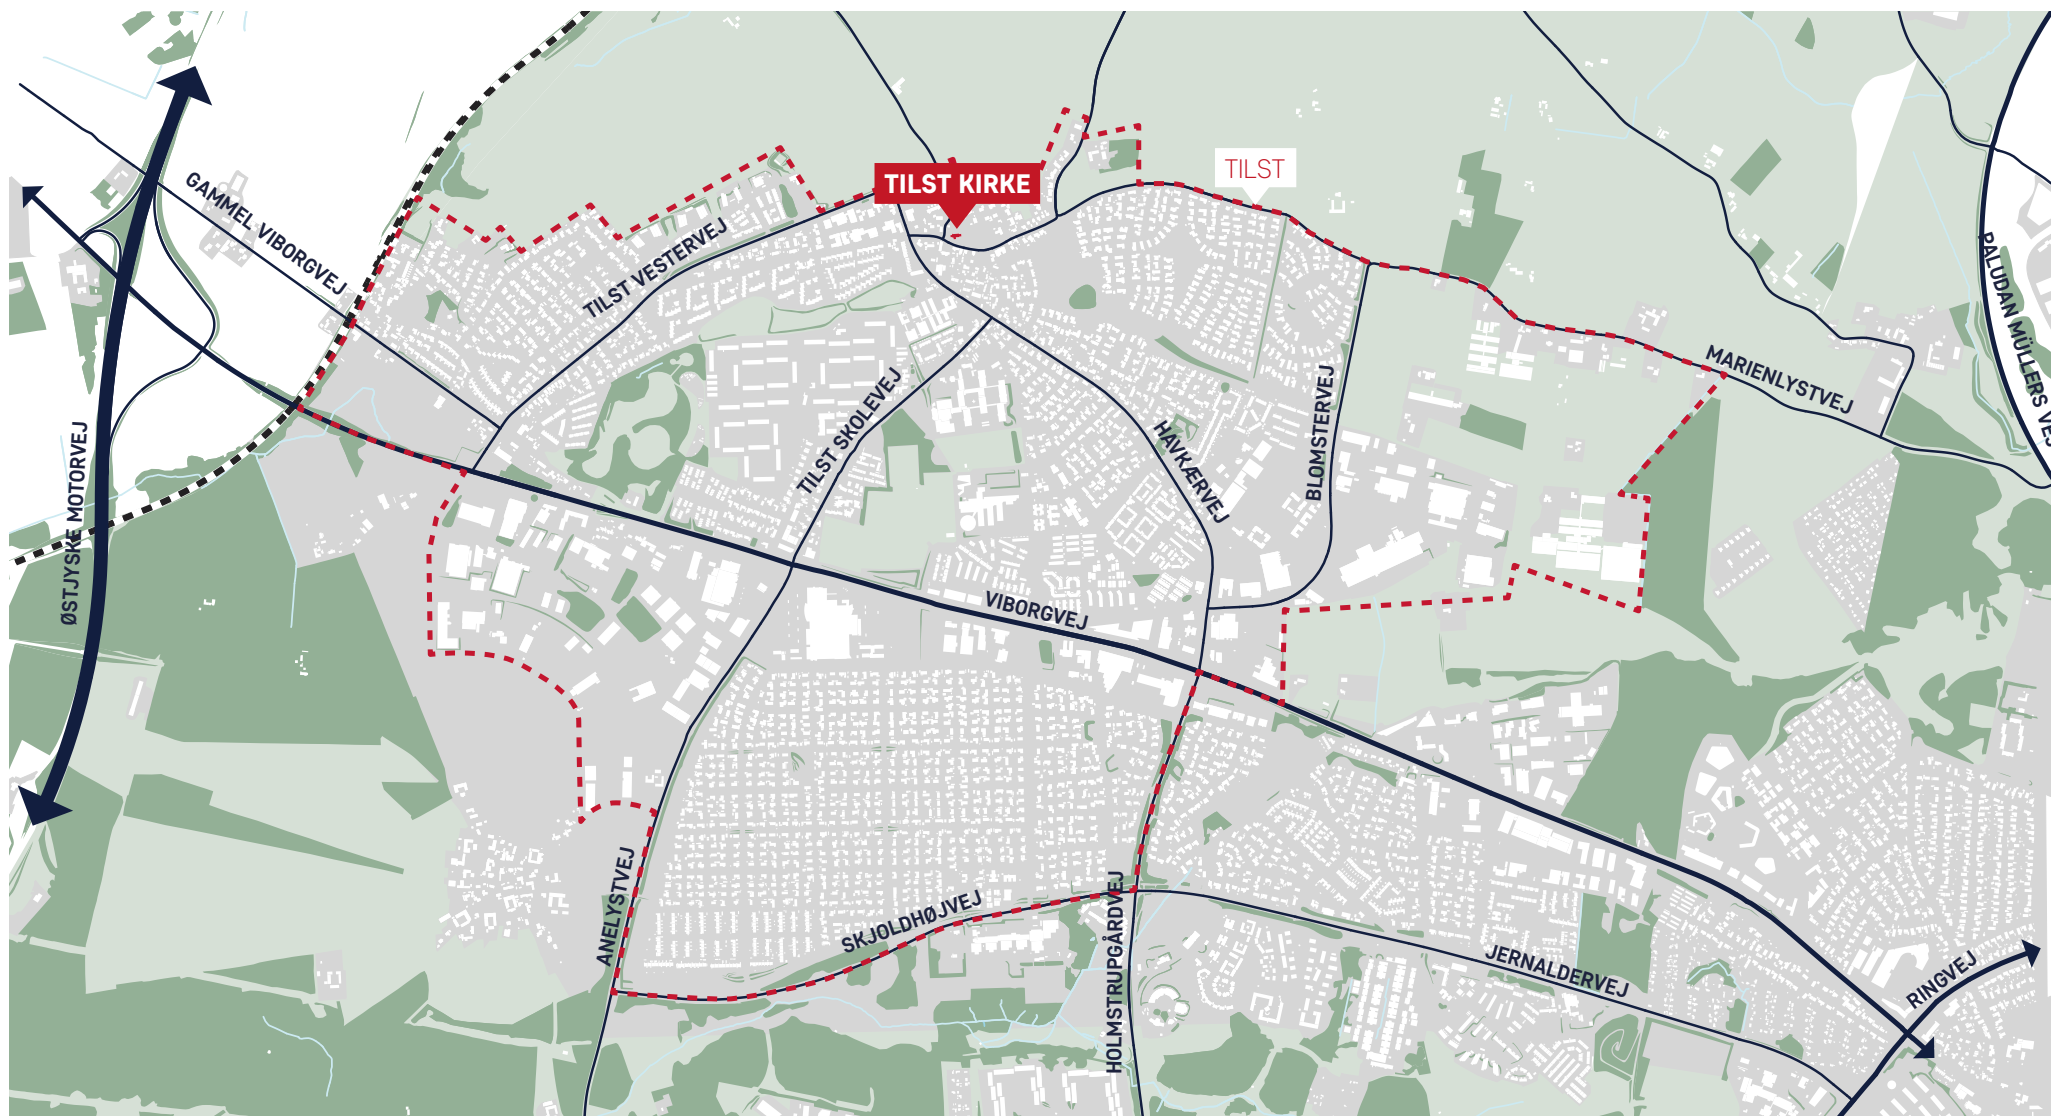 TILST
TILST KIRKE
GAMMEL VIBORGVEJ
TILST VESTERVEJ
PALUDAN MÜLLERS VEJ
MARIENLYSTVEJ
TILST SKOLEVEJ
HAVKÆRVEJ
BLOMSTERVEJ
ØSTJYSKE MOTORVEJ
VIBORGVEJ
ANELYSTVEJ
SKJOLDHØJVEJ
HOLMSTRUPGÅRDVEJ
JERNALDERVEJ
RINGVEJ